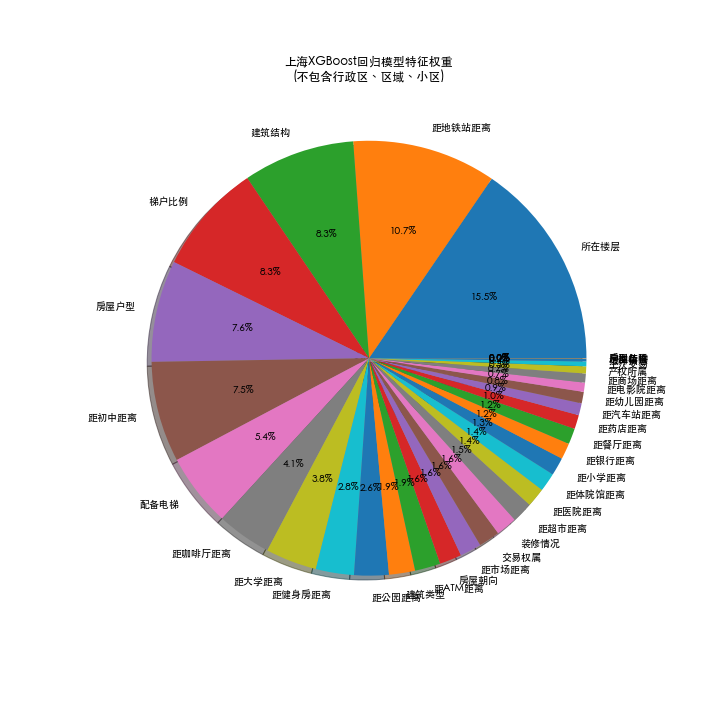 上海XGBoost回归模型特征权重
(不包含行政区、区域、小区)
所在楼层
15.5%
距地铁站距离
10.7%
建筑结构
8.3%
梯户比例
8.3%
房屋户型
7.6%
距初中距离
7.5%
配备电梯
5.4%
距咖啡厅距离
4.1%
距大学距离
3.8%
距健身房距离
2.8%
距公园距离
2.6%
建筑类型
1.9%
距ATM距离
1.9%
房屋朝向
1.6%
距市场距离
1.6%
交易权属
1.6%
装修情况
1.6%
距超市距离
1.5%
距医院距离
1.4%
距体院馆距离
1.4%
距小学距离
1.3%
距银行距离
1.2%
距餐厅距离
1.2%
距药店距离
1.0%
距汽车站距离
0.9%
距幼儿园距离
0.8%
距电影院距离
0.7%
距商场距离
产权所属